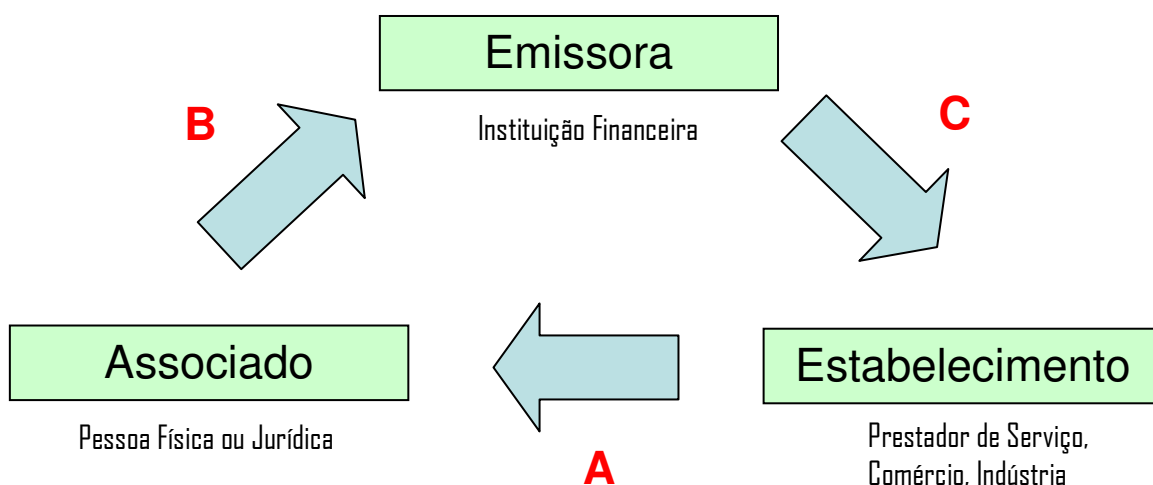 Emissora
Instituição Financeira
B
C
Associado
Pessoa Física ou Jurídica
A
Estabelecimento
Prestador de Serviço,
Comércio, Indústria